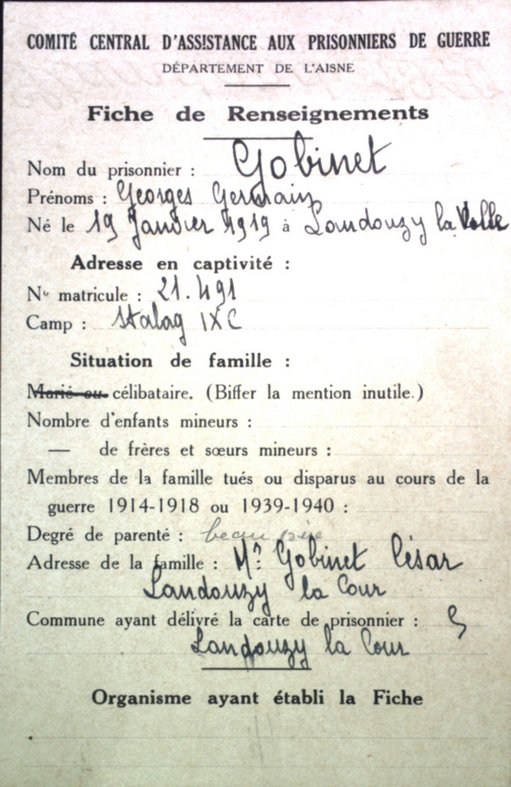 COMITÉ CENTRAL D'ASSISTANCE AUX PRISONNIERS DE GUERRE
DÉPARTEMENT DE L'AISNE
Fiche de Renseignements
Nom du prisonnier : Gobinet
Prénoms : Georges Germain
Né le 19 Janvier 1919 à Landouzy la Ville
Adresse en captivité :
N° matricule : 21.491
Camp : Stalag IX C
Situation de famille :
Marié ou célibataire. (Biffer la mention inutile.)
Nombre d'enfants mineurs :
— de frères et sœurs mineurs :
Membres de la famille tués ou disparus au cours de la
guerre 1914-1918 ou 1939-1940 :
Degré de parenté : beau père
Adresse de la famille : Mr Gobinet César
Landouzy la Cour
Commune ayant délivré la carte de prisonnier :
Landouzy la Cour
Organisme ayant établi la Fiche